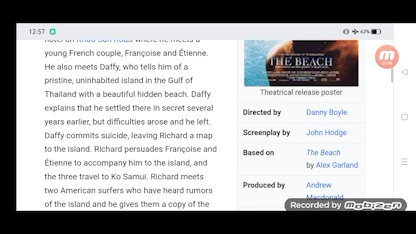 12:57
62%
hotel on Khao San Road where he meets a
young French couple, Françoise and Étienne.
He also meets Daffy, who tells him of a
pristine, uninhabited island in the Gulf of
Thailand with a beautiful hidden beach. Daffy
explains that he settled there in secret several
years earlier, but difficulties arose and he left.
Daffy commits suicide, leaving Richard a map
to the island. Richard persuades Françoise and
Étienne to accompany him to the island, and
the three travel to Ko Samui. Richard meets
two American surfers who have heard rumors
of the island and he gives them a copy of the
THE BEACH
Theatrical release poster
Directed by Danny Boyle
Screenplay by John Hodge
Based on The Beach
by Alex Garland
Produced by Andrew
Macdonald
Recorded by Mobizen